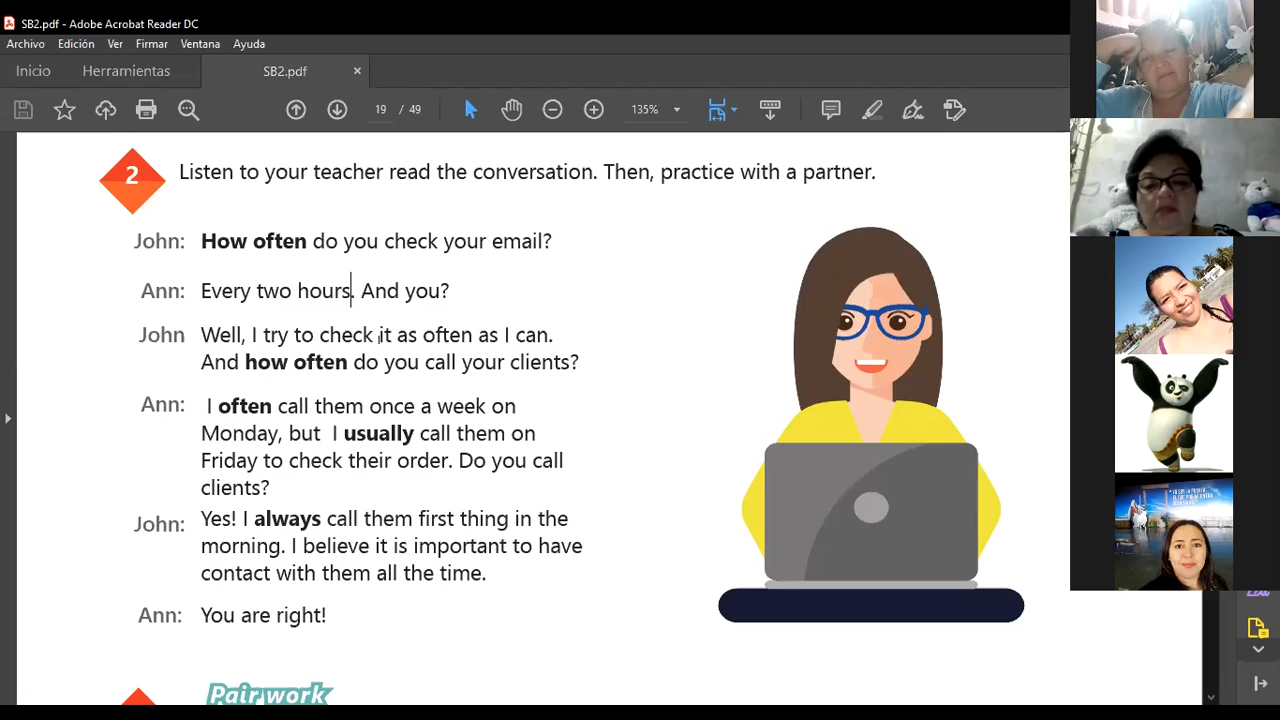 SB2.pdf - Adobe Acrobat Reader DC
Archivo Edición Ver Firmar Ventana Ayuda
Inicio Herramientas SB2.pdf ×
19 / 49 135%
2 Listen to your teacher read the conversation. Then, practice with a partner.
John: How often do you check your email?
Ann: Every two hours. And you?
John Well, I try to check it as often as I can.
And how often do you call your clients?
Ann: I often call them once a week on
Monday, but I usually call them on
Friday to check their order. Do you call
clients?
John: Yes! I always call them first thing in the
morning. I believe it is important to have
contact with them all the time.
Ann: You are right!
Pair work